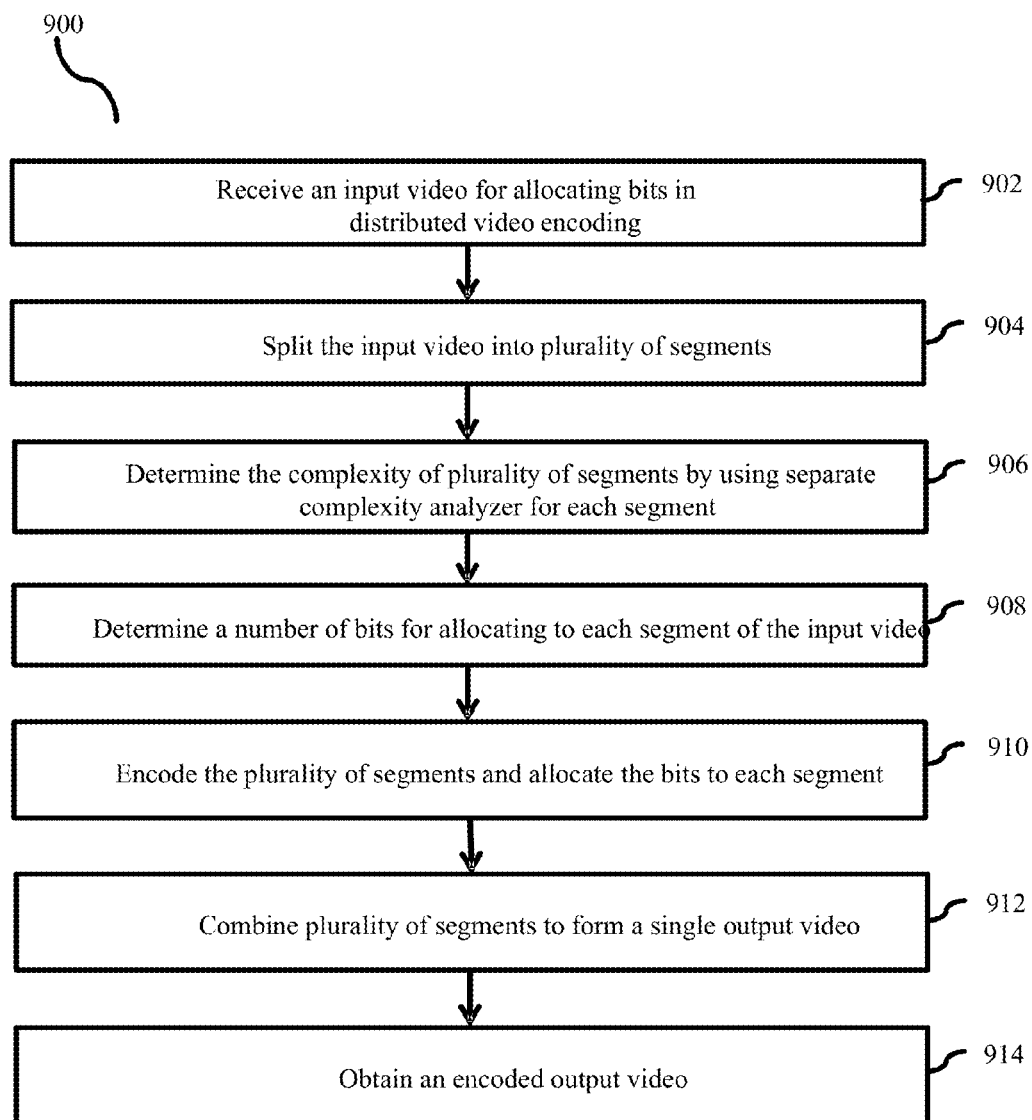 900
Receive an input video for allocating bits in
distributed video encoding
902
Split the input video into plurality of segments
904
Determine the complexity of plurality of segments by using separate
complexity analyzer for each segment
906
Determine a number of bits for allocating to each segment of the input video
908
Encode the plurality of segments and allocate the bits to each segment
910
Combine plurality of segments to form a single output video
912
Obtain an encoded output video
914